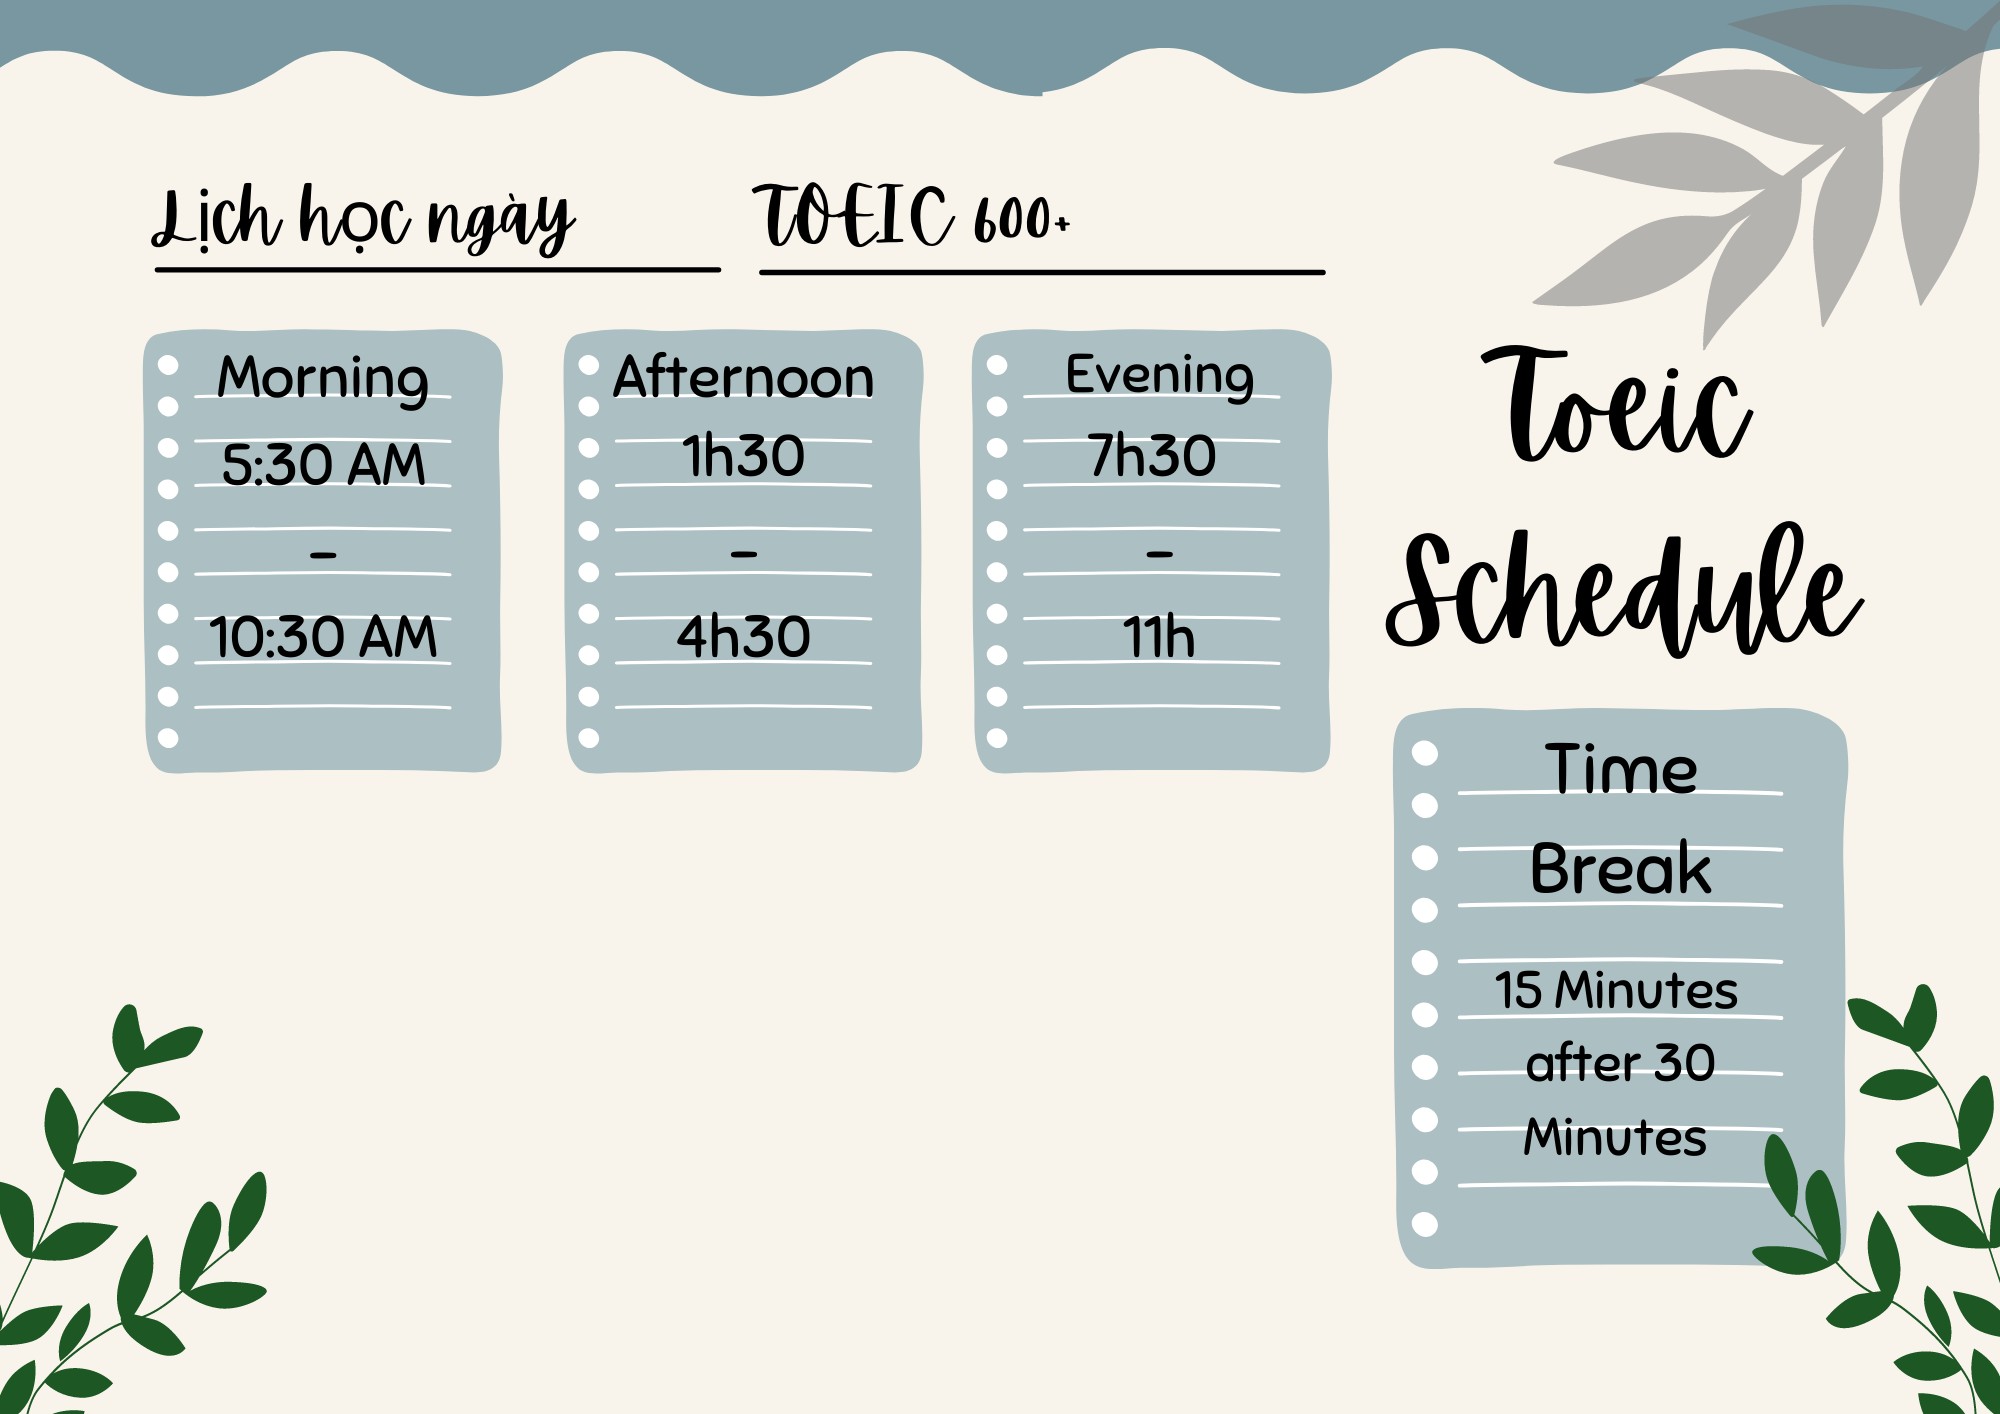 Lịch học ngày
TOEIC 600+
Morning
5:30 AM
-
10:30 AM
Afternoon
1h30
-
4h30
Evening
7h30
-
11h
Toeic
Schedule
Time
Break
15 Minutes
after 30
Minutes